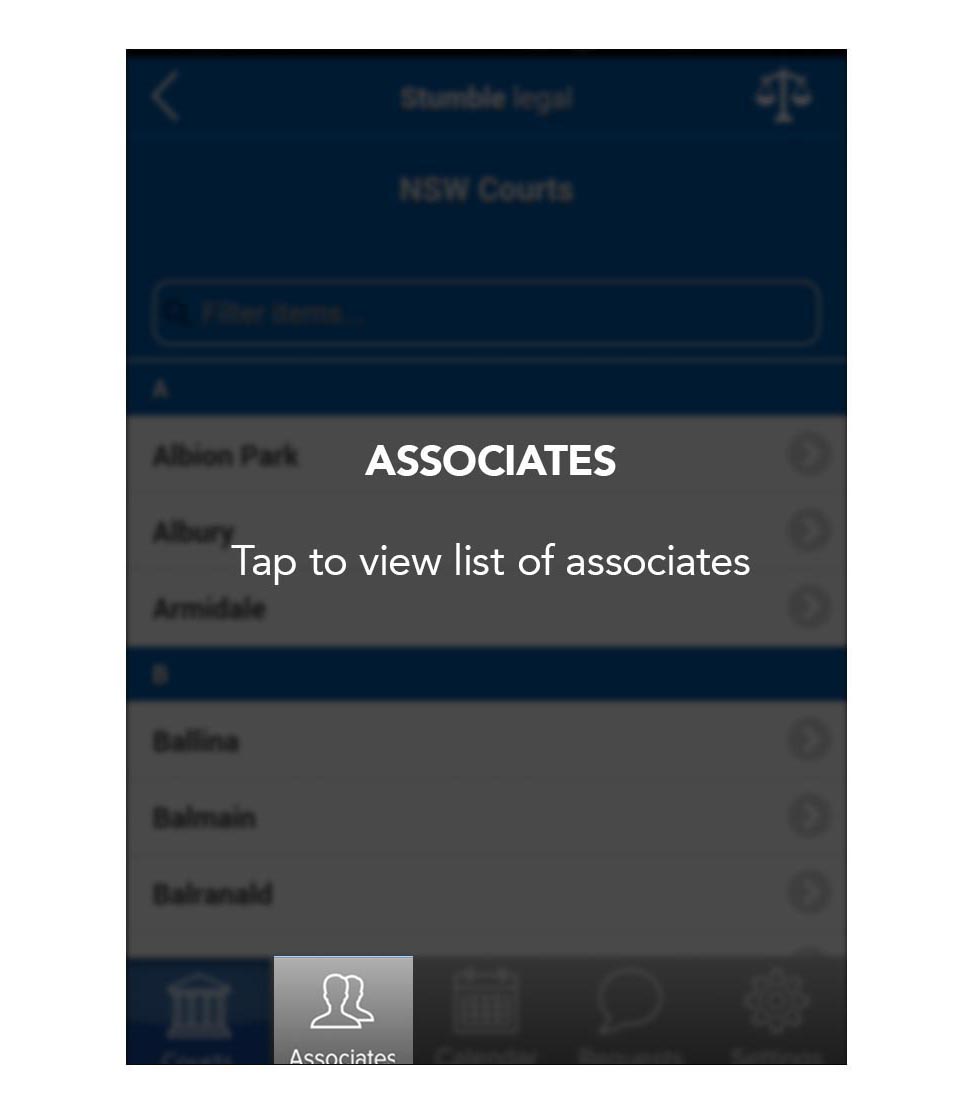 Stumble legal
NSW Courts
Filter items...
A
Albion Park
ASSOCIATES
Albury
Tap to view list of associates
Armidale
B
Ballina
Balmain
Balranald
Courts
Associates
Calendar
Requests
Settings